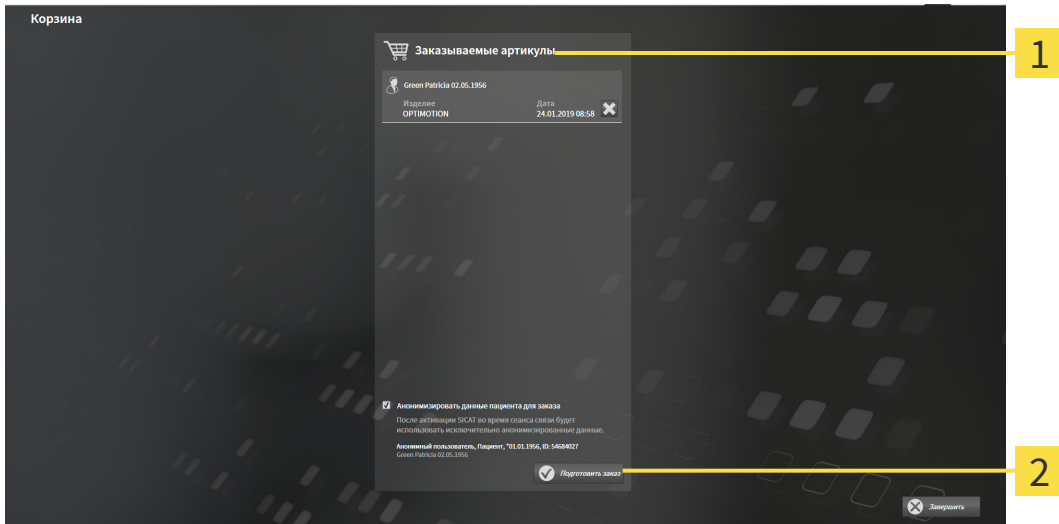 Корзина
Заказываемые артикулы
1
Green Patricia 02.05.1956
Изделие Дата
OPTIMOTION 24.01.2019 08:58
Анонимизировать данные пациента для заказа
После активации SICAT во время сеанса связи будет
использовать исключительно анонимизированные данные.
Анонимный пользователь, Пациент, *01.01.1956, ID: 54684027
Green Patricia 02.05.1956
Подготовить заказ
2
Завершить